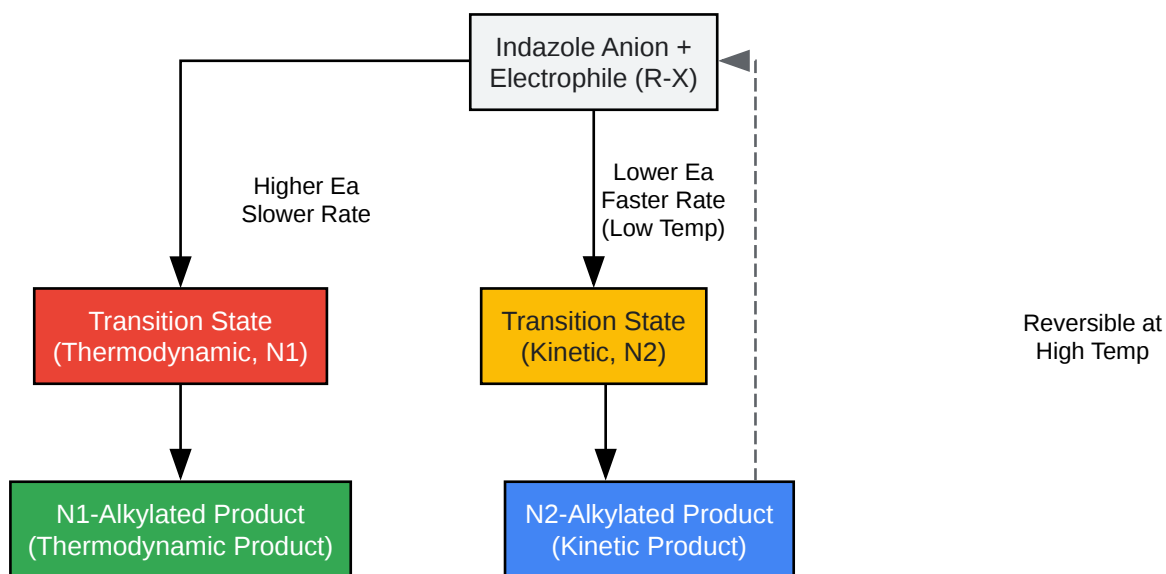 Indazole Anion +
Electrophile (R-X)
Higher Ea
Slower Rate
Lower Ea
Faster Rate
(Low Temp)
Transition State
(Thermodynamic, N1)
Transition State
(Kinetic, N2)
Reversible at
High Temp
N1-Alkylated Product
(Thermodynamic Product)
N2-Alkylated Product
(Kinetic Product)